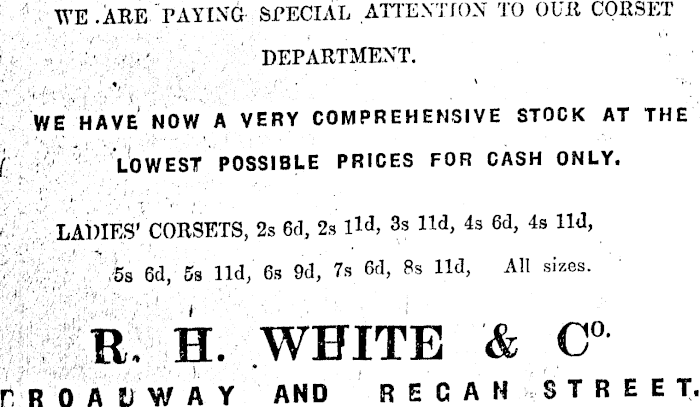 WE ARE PAYING SPECIAL ATTENTION TO OUR CORSET
DEPARTMENT.
WE HAVE NOW A VERY COMPREHENSIVE STOCK AT THE
LOWEST POSSIBLE PRICES FOR CASH ONLY.
LADIES' CORSETS, 2s 6d, 2s 11d, 3s 11d, 4s 6d, 4s 11d,
5s 6d, 5s 11d, 6s 9d, 7s 6d, 8s 11d, All sizes.
R. H. WHITE & Co.
BROADWAY AND REGAN STREET.